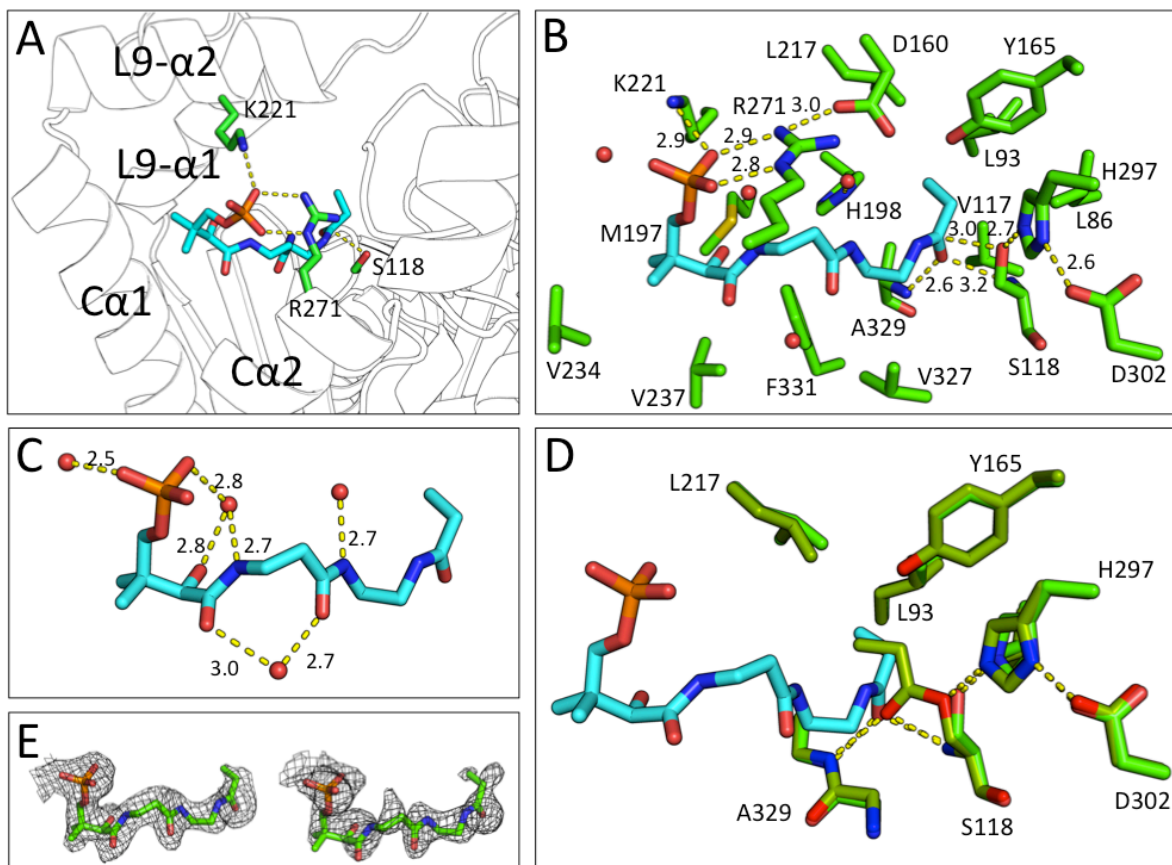 A
L9-α2
K221
L9-α1
S118
R271
Cα1
Cα2
B
L217
D160
Y165
K221
R271
3.0
2.9
2.9
2.8
L93
H297
M197
H198
V117
L86
3.0
2.7
2.6
2.6
3.2
A329
V234
V237
F331
V327
S118
D302
C
2.5
2.8
2.8
2.7
2.7
3.0
2.7
D
L217
Y165
L93
H297
A329
S118
D302
E